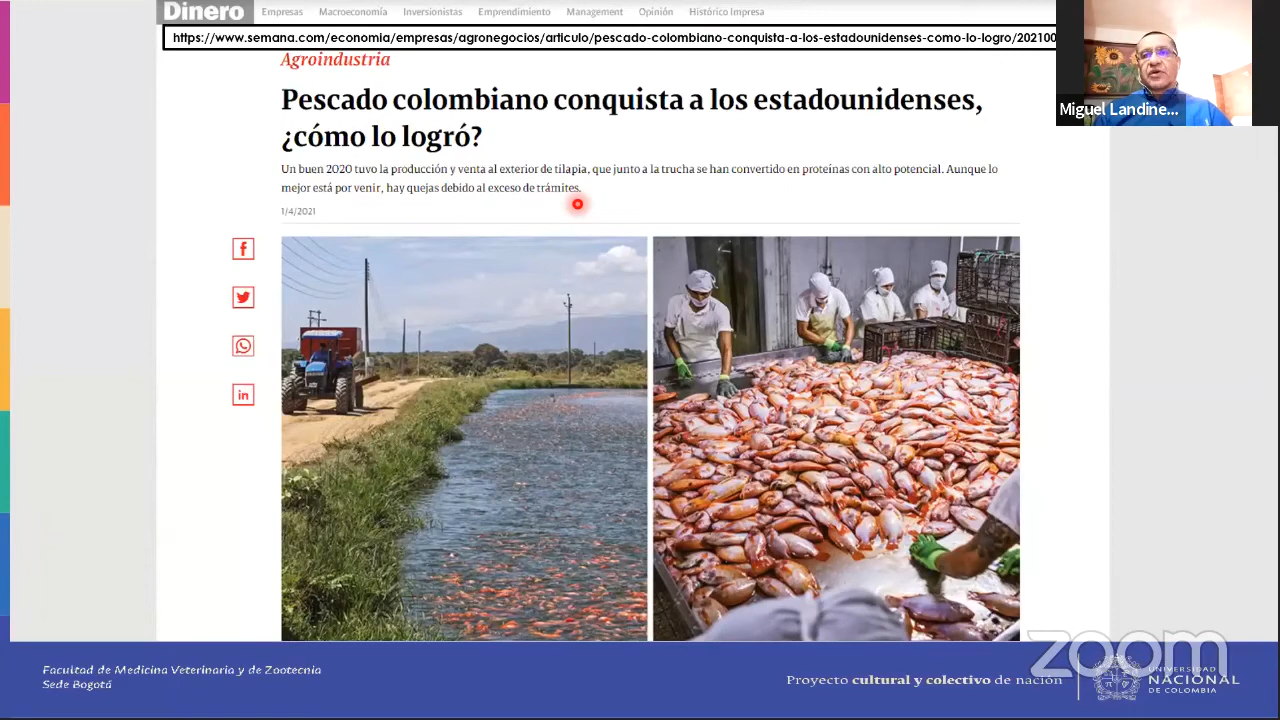 Dinero Empresas Macroeconomía Inversionistas Emprendimiento Management Opinión Histórico Impresa
https://www.semana.com/economia/empresas/agronegocios/articulo/pescado-colombiano-conquista-a-los-estadounidenses-como-lo-logro/202100
Agroindustria
Pescado colombiano conquista a los estadounidenses,
¿cómo lo logró?
Un buen 2020 tuvo la producción y venta al exterior de tilapia, que junto a la trucha se han convertido en proteínas con alto potencial. Aunque lo
mejor está por venir, hay quejas debido al exceso de trámites.
1/4/2021
Miguel Landine...
f
in
zoom
Facultad de Medicina Veterinaria y de Zootecnia
Sede Bogotá
Proyecto cultural y colectivo de nación
UNIVERSIDAD
NACIONAL
DE COLOMBIA